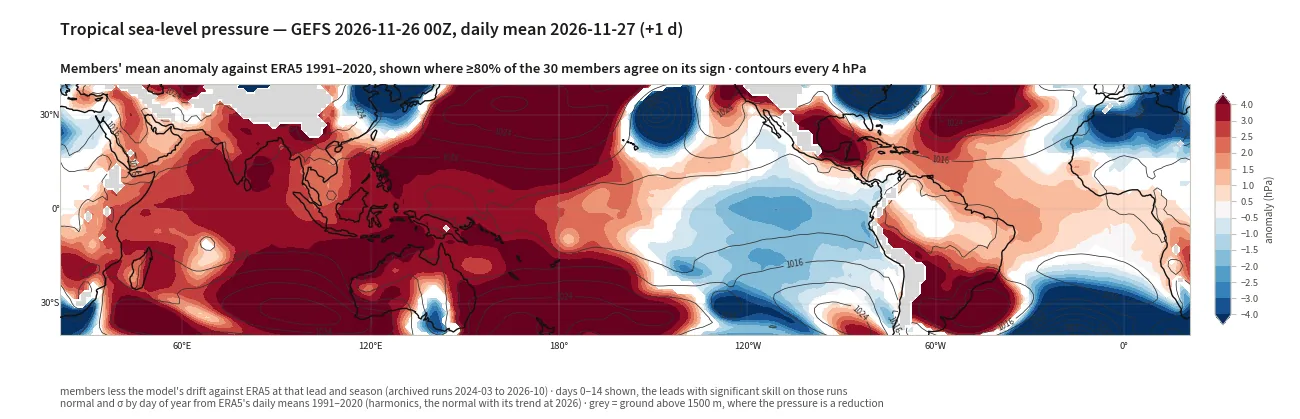 Tropical sea-level pressure — GEFS 2026-11-26 00Z, daily mean 2026-11-27 (+1 d)
Members' mean anomaly against ERA5 1991–2020, shown where ≥80% of the 30 members agree on its sign · contours every 4 hPa
30°N
0°
30°S
60°E
120°E
180°
120°W
60°W
0°
1016
1016
1016
1024
1016
4.0
3.0
2.0
1.5
1.0
0.5
−0.5
−1.0
−1.5
−2.0
−3.0
−4.0
anomaly (hPa)
members less the model's drift against ERA5 at that lead and season (archived runs 2024-03 to 2026-10) · days 0–14 shown, the leads with significant skill on those runs
normal and σ by day of year from ERA5's daily means 1991–2020 (harmonics, the normal with its trend at 2026) · grey = ground above 1500 m, where the pressure is a reduction